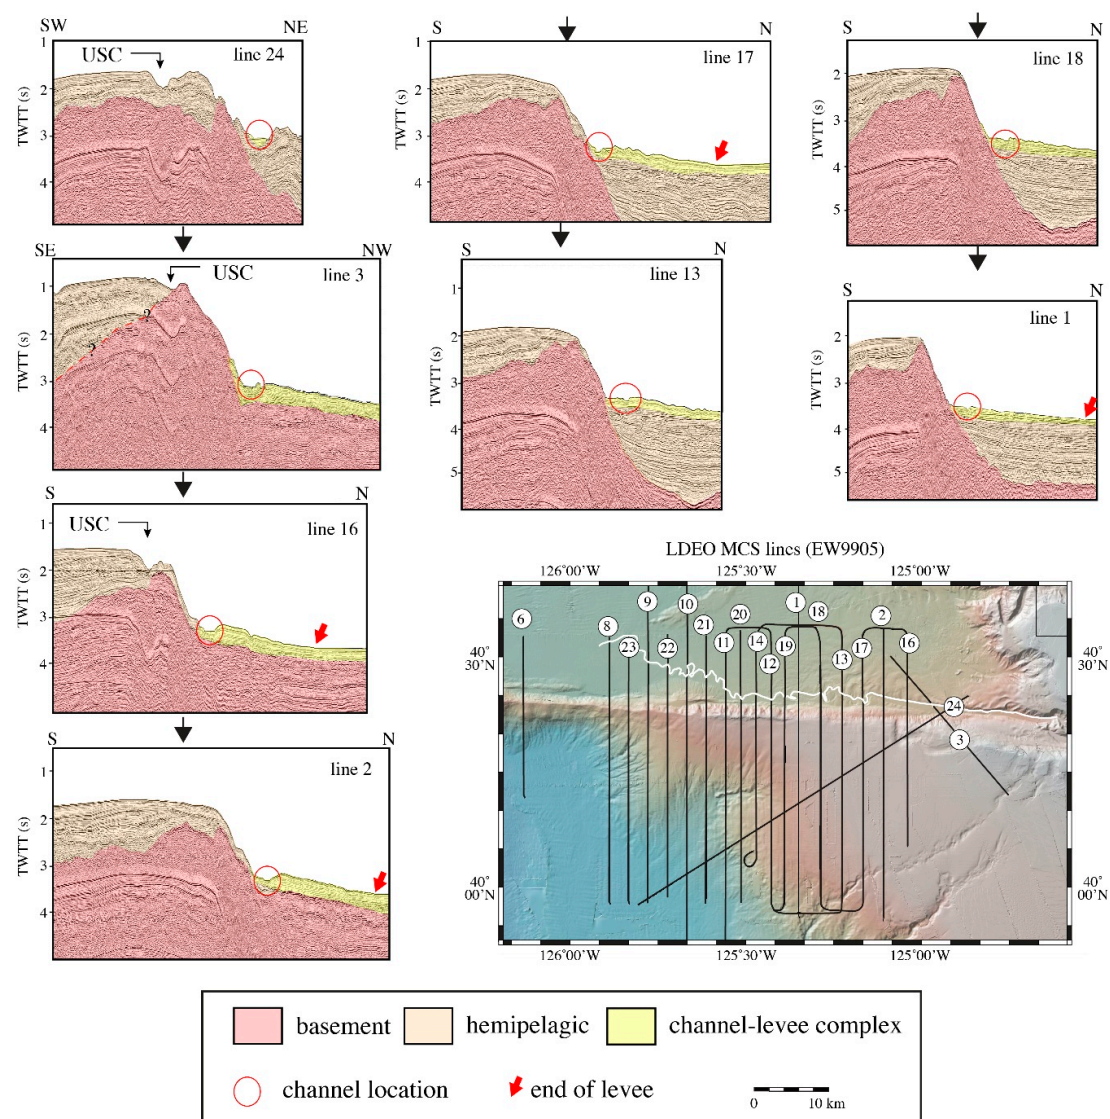 SW NE
USC line 24
TWTT (s)
1
2
3
4
SE NW
USC line 3
TWTT (s)
1
2
3
4
?
?
S N
USC line 16
TWTT (s)
1
2
3
4
S N
line 2
TWTT (s)
1
2
3
4
S N
line 17
TWTT (s)
1
2
3
4
S N
line 13
TWTT (s)
1
2
3
4
5
S N
line 18
TWTT (s)
2
3
4
5
S N
line 1
TWTT (s)
2
3
4
5
LDEO MCS lines (EW9905)
126°00'W 125°30'W 125°00'W
9 10 20 1 18 2
6 8 21 11 14 17 16
23 22 12 19 13
24
3
40°
30'N
40°
30'N
40°
00'N
40°
00'N
126°00'W 125°30'W 125°00'W
basement hemipelagic channel-levee complex
channel location end of levee
0 10 km